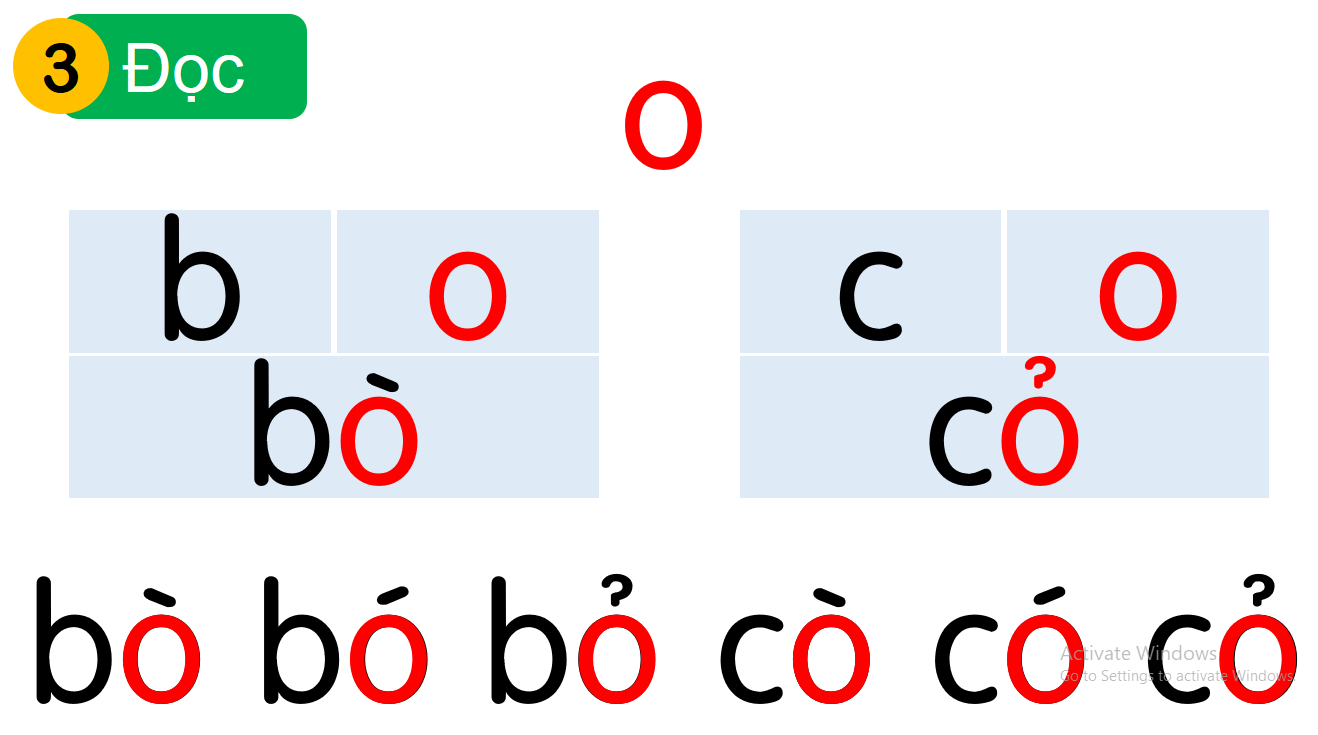 3 Đọc
o
b o c o
bò cỏ
bò bó bỏ cò có cỏ
Activate Windows
Go to Settings to activate Windows.